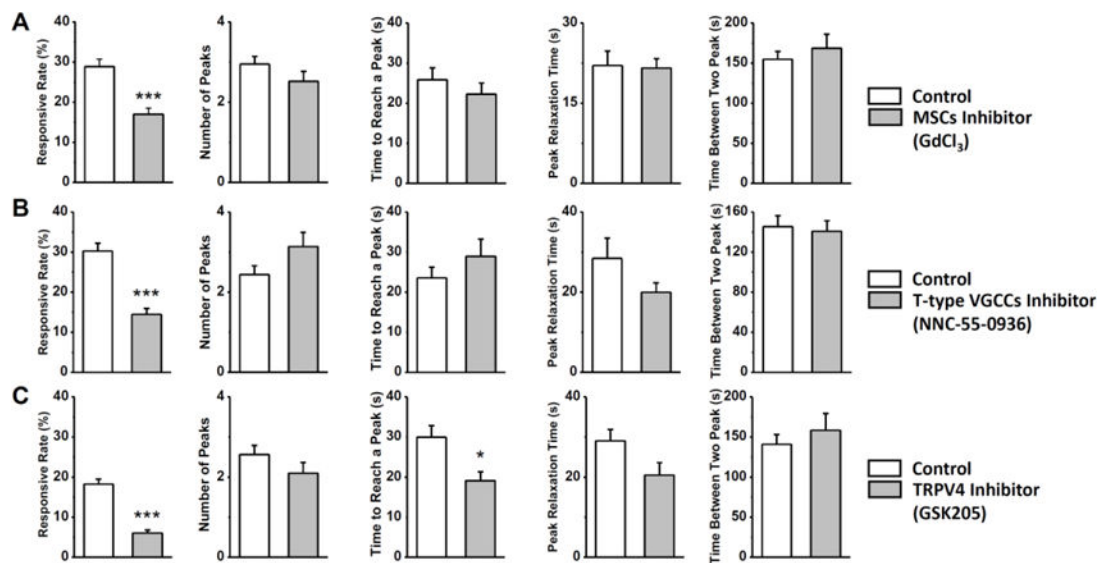 A
Responsive Rate (%)
40
30
20
10
0
***
Number of Peaks
4
2
0
Time to Reach a Peak (s)
40
30
20
10
0
Peak Relaxation Time (s)
30
15
0
Time Between Two Peak (s)
200
150
100
50
0
Control
MSCs Inhibitor
(GdCl₃)
B
Responsive Rate (%)
40
30
20
10
0
***
Number of Peaks
4
2
0
Time to Reach a Peak (s)
40
30
20
10
0
Peak Relaxation Time (s)
40
20
0
Time Between Two Peak (s)
160
120
80
40
0
Control
T-type VGCCs Inhibitor
(NNC-55-0936)
C
Responsive Rate (%)
40
30
20
10
0
***
Number of Peaks
4
2
0
Time to Reach a Peak (s)
40
30
20
10
0
*
Peak Relaxation Time (s)
40
20
0
Time Between Two Peak (s)
200
150
100
50
0
Control
TRPV4 Inhibitor
(GSK205)